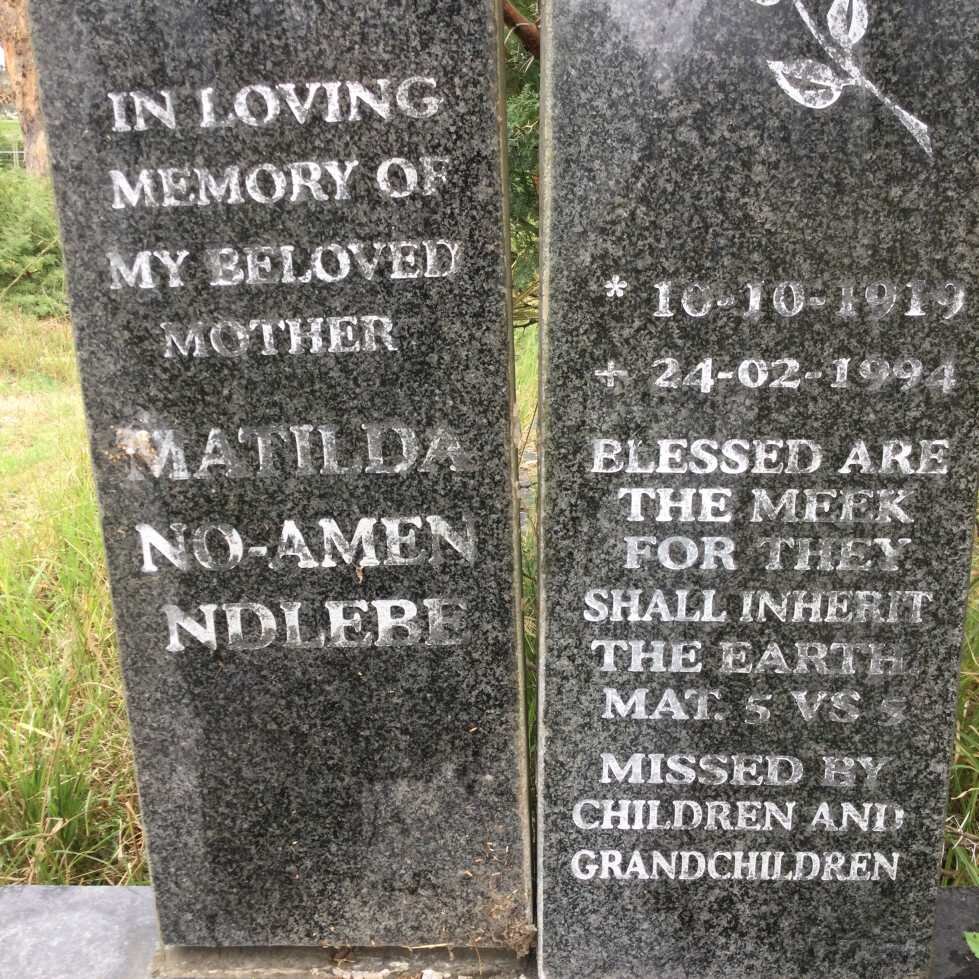 IN LOVING
MEMORY OF
MY BELOVED
MOTHER
MATILDA
NO-AMEN
NDLEBE
* 10-10-1919
+ 24-02-1994
BLESSED ARE
THE MEEK
FOR THEY
SHALL INHERIT
THE EARTH
MAT. 5 VS 5
MISSED BY
CHILDREN AND
GRANDCHILDREN